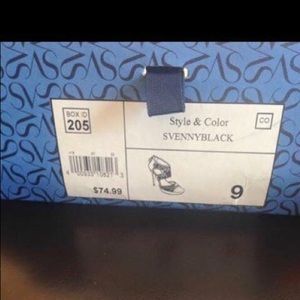 BOX ID
205
Style & Color
SVENNYBLACK
CO
$74.99
9